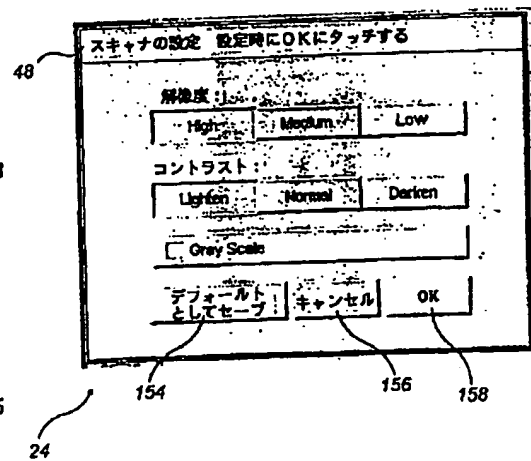 スキャナの設定 設定時にOKにタッチする
48
解像度:
High Medium Low
コントラスト:
Lighten Normal Darken
Gray Scale
デフォールト
としてセーブ
キャンセル
OK
154 156 158
24